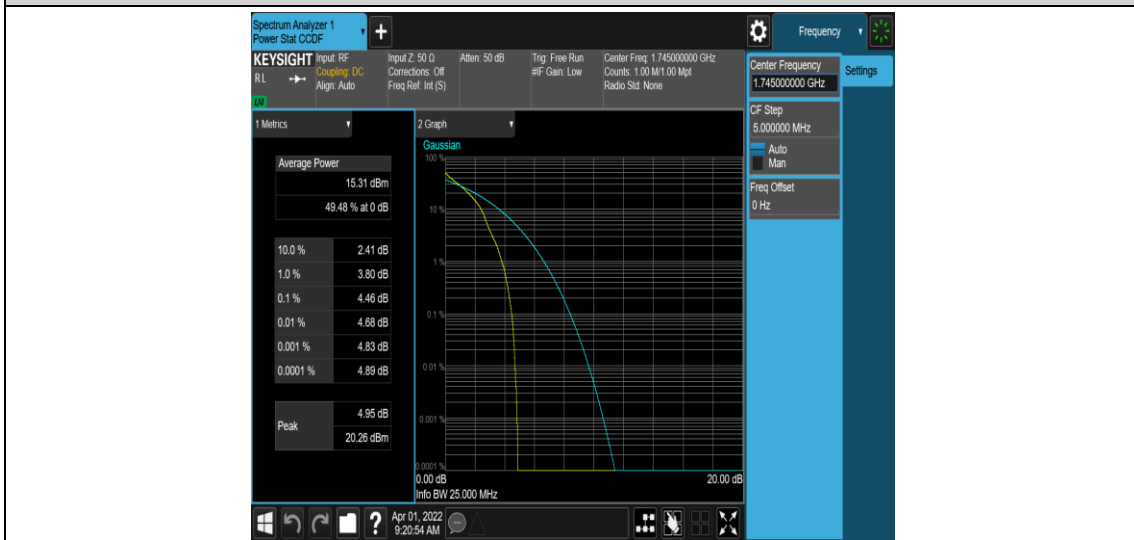 Spectrum Analyzer 1
Power Stat CCDF
+
Frequency
KEYSIGHT
RL
LXI
Input: RF
Coupling: DC
Align: Auto
Input Z: 50 Ω
Corrections: Off
Freq Ref: Int (S)
Atten: 50 dB
Trig: Free Run
#IF Gain: Low
Center Freq: 1.745000000 GHz
Counts: 1.00 M/1.00 Mpt
Radio Std: None
Center Frequency
1.745000000 GHz
Settings
CF Step
5.000000 MHz
Auto
Man
Freq Offset
0 Hz
1 Metrics
Average Power
15.31 dBm
49.48 % at 0 dB
10.0 % 2.41 dB
1.0 % 3.80 dB
0.1 % 4.46 dB
0.01 % 4.68 dB
0.001 % 4.83 dB
0.0001 % 4.89 dB
Peak
4.95 dB
20.26 dBm
2 Graph
Gaussian
100 %
10 %
1 %
0.1 %
0.01 %
0.001 %
0.0001 %
0.00 dB 20.00 dB
Info BW 25.000 MHz
?
Apr 01, 2022
9:20:54 AM